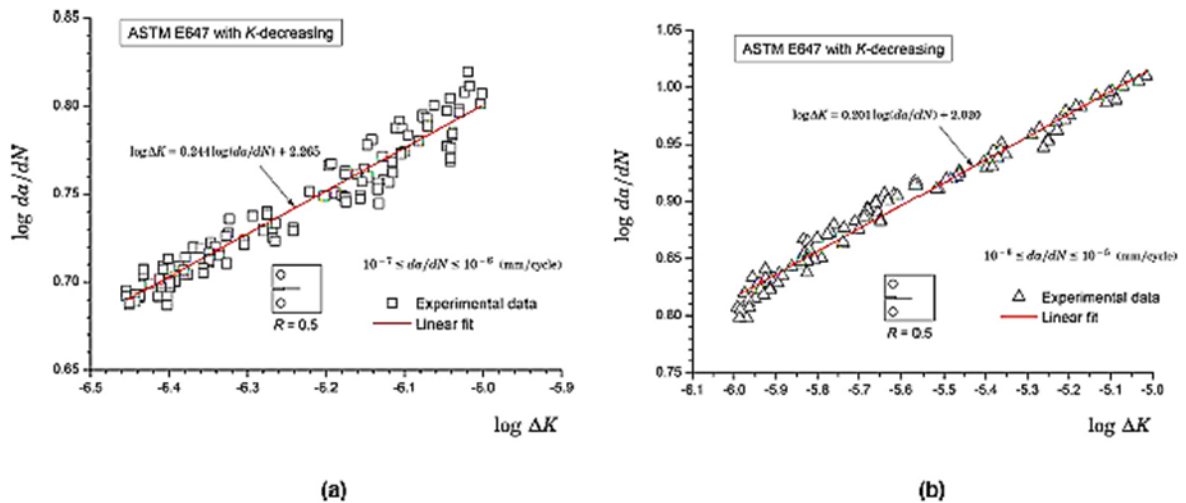 ASTM E647 with K-decreasing
log da/dN
0.85
0.80
0.75
0.70
0.65
log ΔK = 0.244 log(da/dN) + 2.265
10⁻⁷ ≤ da/dN ≤ 10⁻⁶ (mm/cycle)
Experimental data
Linear fit
R = 0.5
-6.5
-6.4
-6.3
-6.2
-6.1
-6.0
-5.9
log ΔK
(a)
ASTM E647 with K-decreasing
log da/dN
1.05
1.00
0.95
0.90
0.85
0.80
0.75
log ΔK = 0.201 log(da/dN) + 2.020
10⁻⁶ ≤ da/dN ≤ 10⁻⁵ (mm/cycle)
Experimental data
Linear fit
R = 0.5
-6.1
-6.0
-5.9
-5.8
-5.7
-5.6
-5.5
-5.4
-5.3
-5.2
-5.1
-5.0
log ΔK
(b)